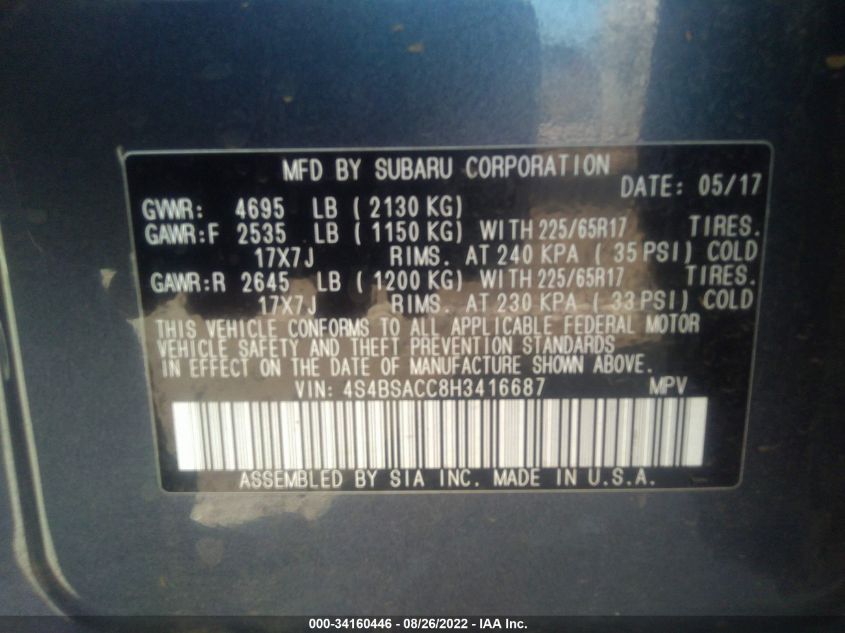 MFD BY SUBARU CORPORATION
DATE: 05/17
GVWR: 4695 LB ( 2130 KG)
GAWR:F 2535 LB ( 1150 KG) WITH 225/65R17 TIRES.
17X7J RIMS. AT 240 KPA ( 35 PSI) COLD
GAWR:R 2645 LB ( 1200 KG) WITH 225/65R17 TIRES.
17X7J RIMS. AT 230 KPA ( 33 PSI) COLD
THIS VEHICLE CONFORMS TO ALL APPLICABLE FEDERAL MOTOR
VEHICLE SAFETY AND THEFT PREVENTION STANDARDS
IN EFFECT ON THE DATE OF MANUFACTURE SHOWN ABOVE.
VIN: 4S4BSACC8H3416687 MPV
ASSEMBLED BY SIA INC. MADE IN U.S.A.
000-34160446 - 08/26/2022 - IAA Inc.